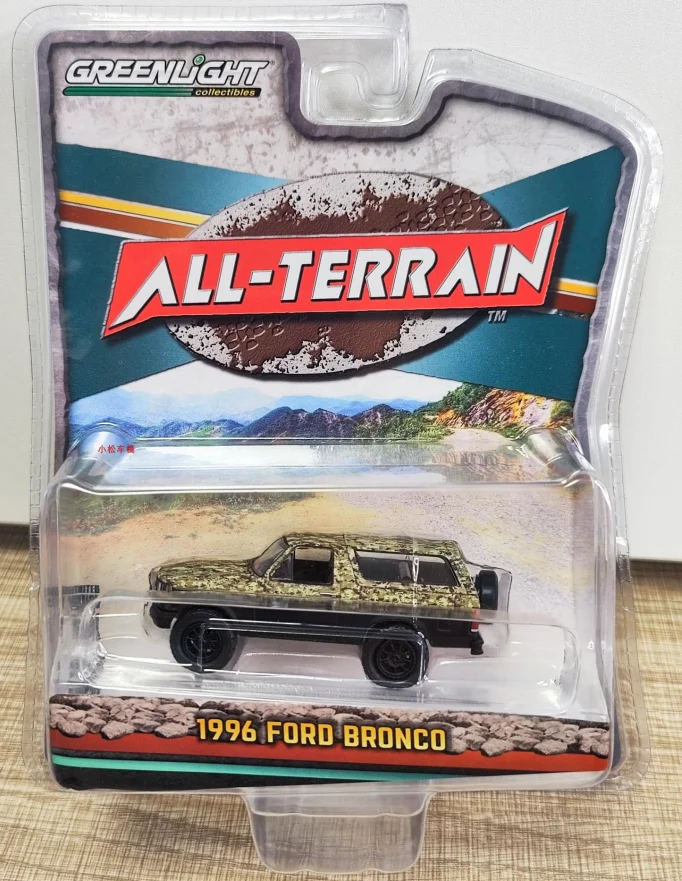 GREENLIGHT®
collectibles
ALL-TERRAIN
TM
小松车模
1996 FORD BRONCO